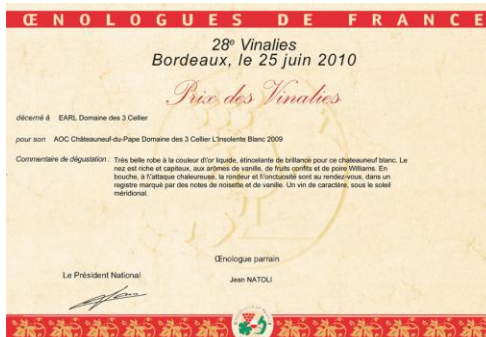 ŒNOLOGUES DE FRANCE
28e Vinalies
Bordeaux, le 25 juin 2010
Prix des Vinalies
décerné à EARL Domaine des 3 Cellier
pour son AOC Châteauneuf-du-Pape Domaine des 3 Cellier L'Insolente Blanc 2009
Commentaire de dégustation : Très belle robe à la couleur d'or liquide, étincelante de brillance pour ce chateauneuf blanc. Le
nez est riche et capiteux, aux arômes de vanille, de fruits confits et de poire Williams. En
bouche, à l'attaque chaleureuse, la rondeur et l'onctuosité sont au rendez-vous, dans un
registre marqué par des notes de noisette et de vanille. Un vin de caractère, sous le soleil
méridional.
Œnologue parrain
Le Président National
Jean NATOLI